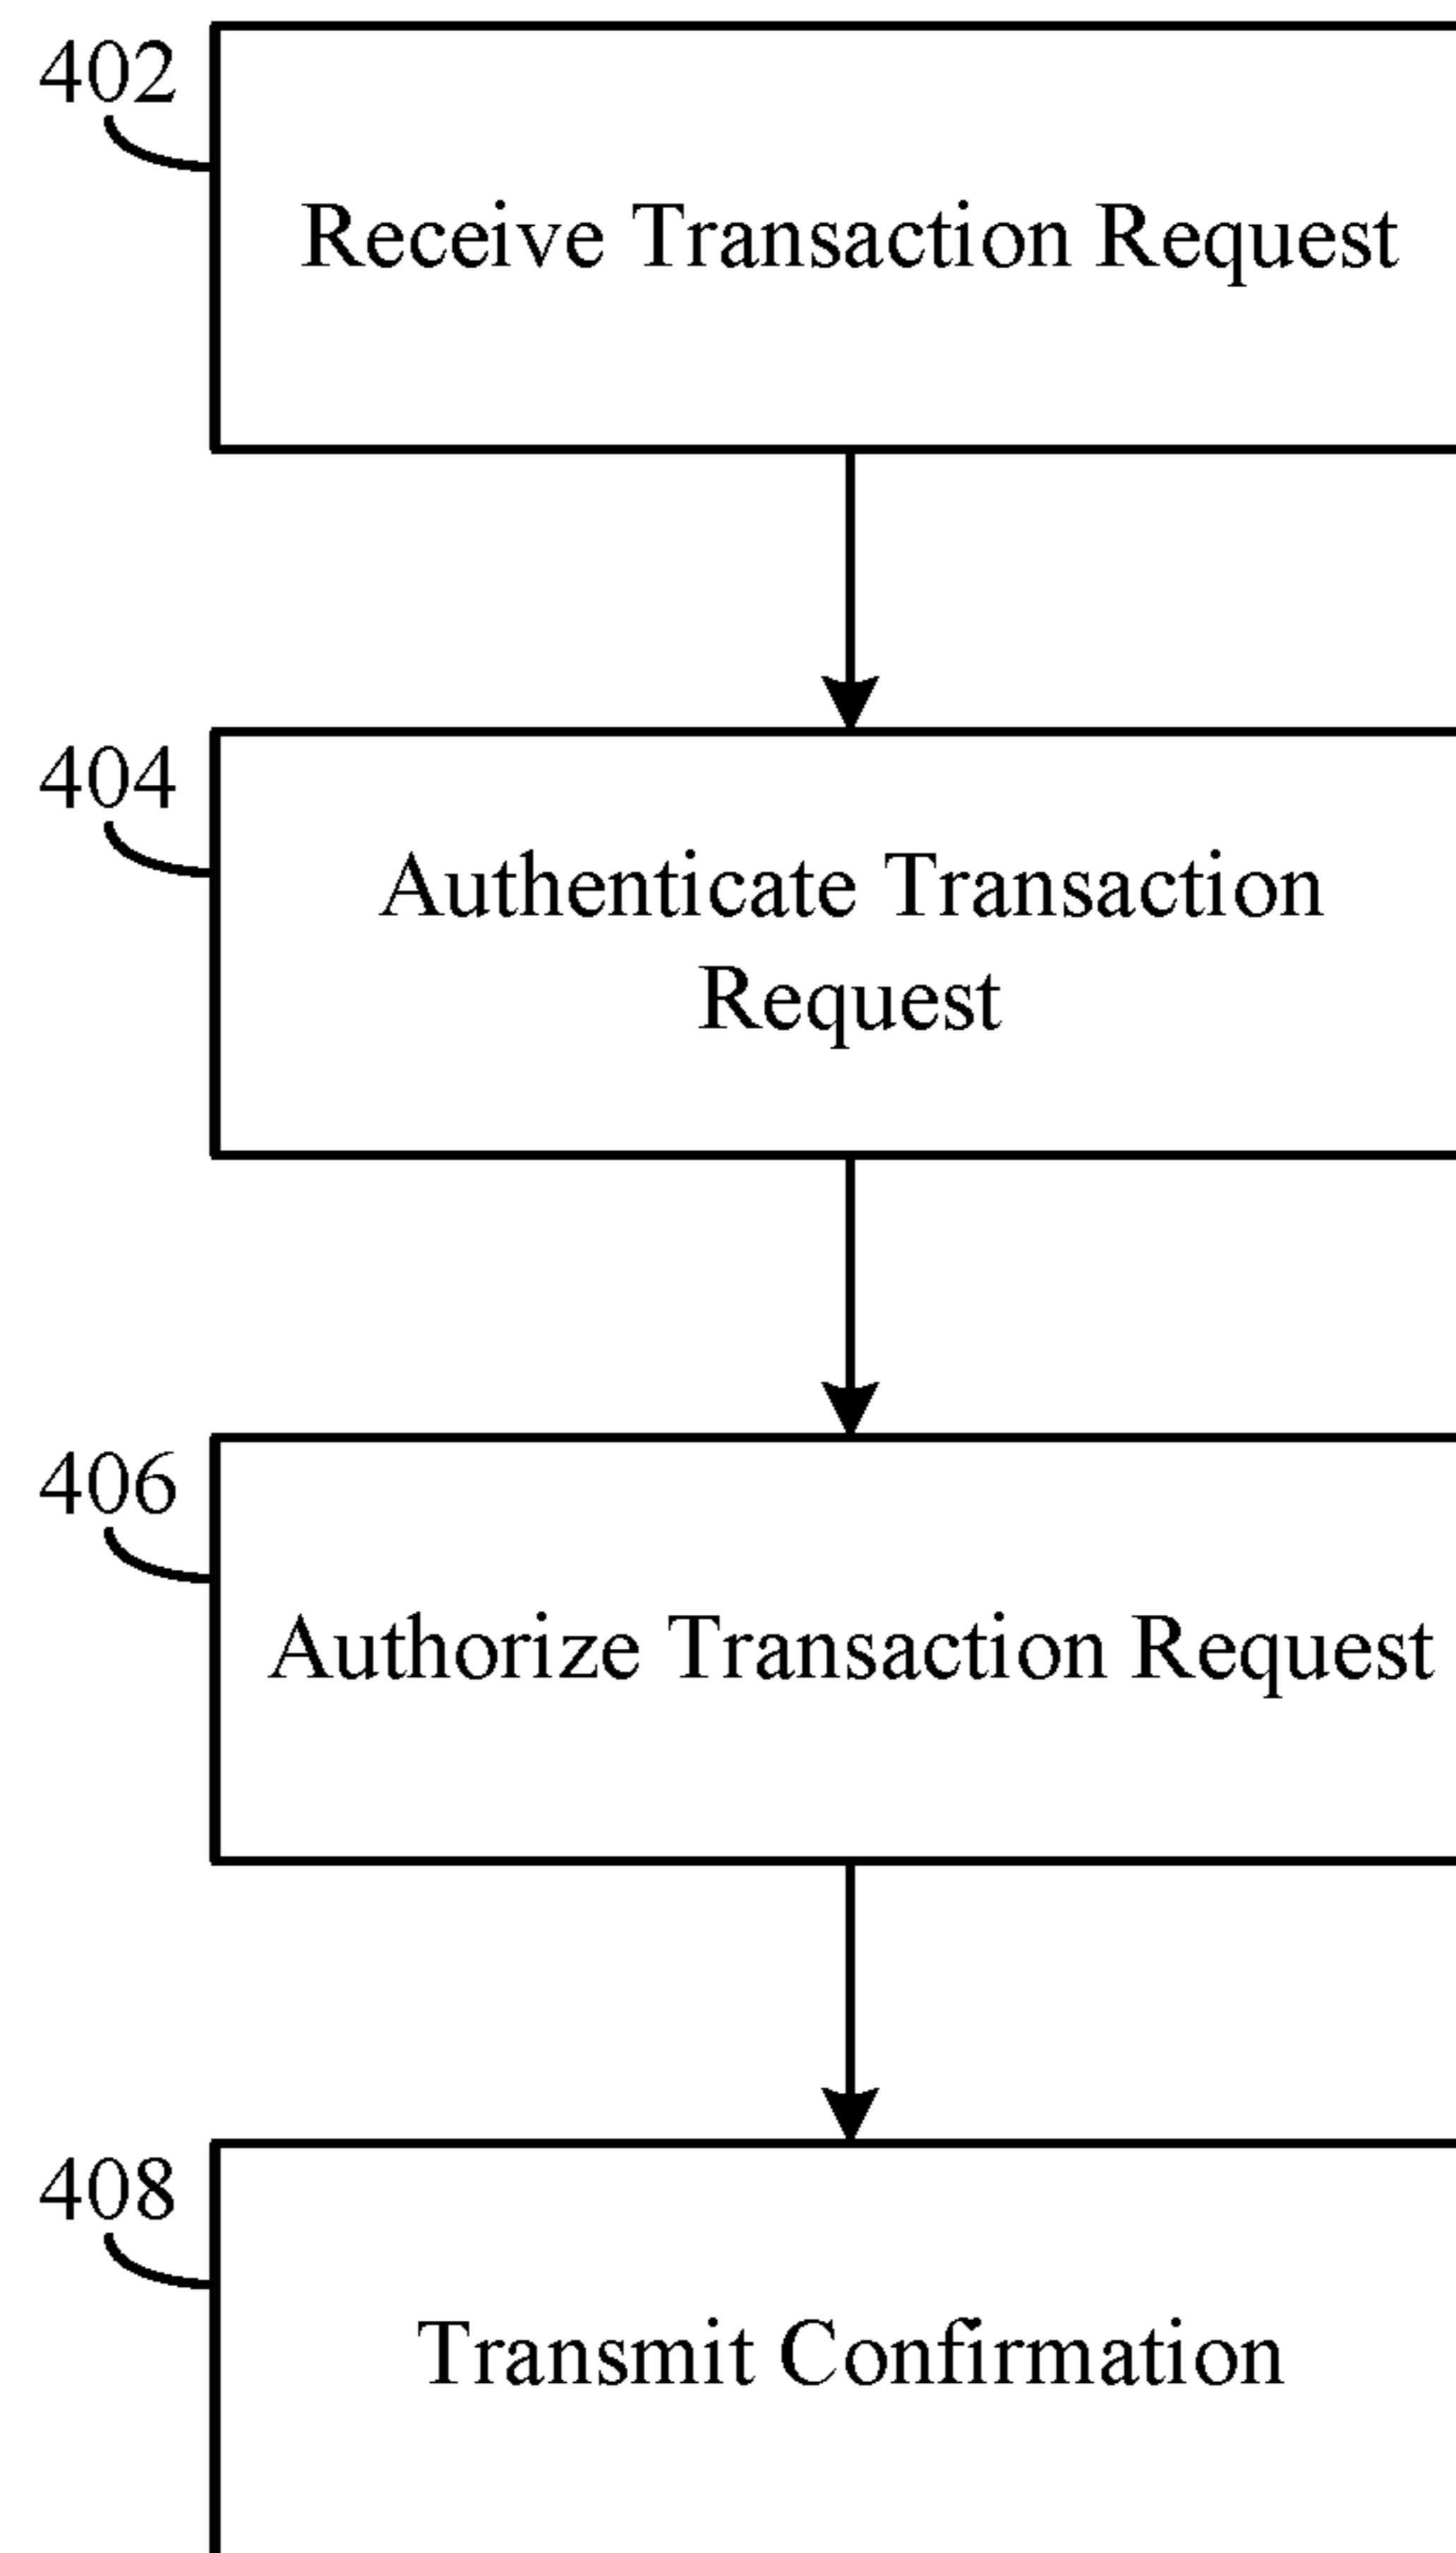 402
Receive Transaction Request
404
Authenticate Transaction
Request
406
Authorize Transaction Request
408
Transmit Confirmation